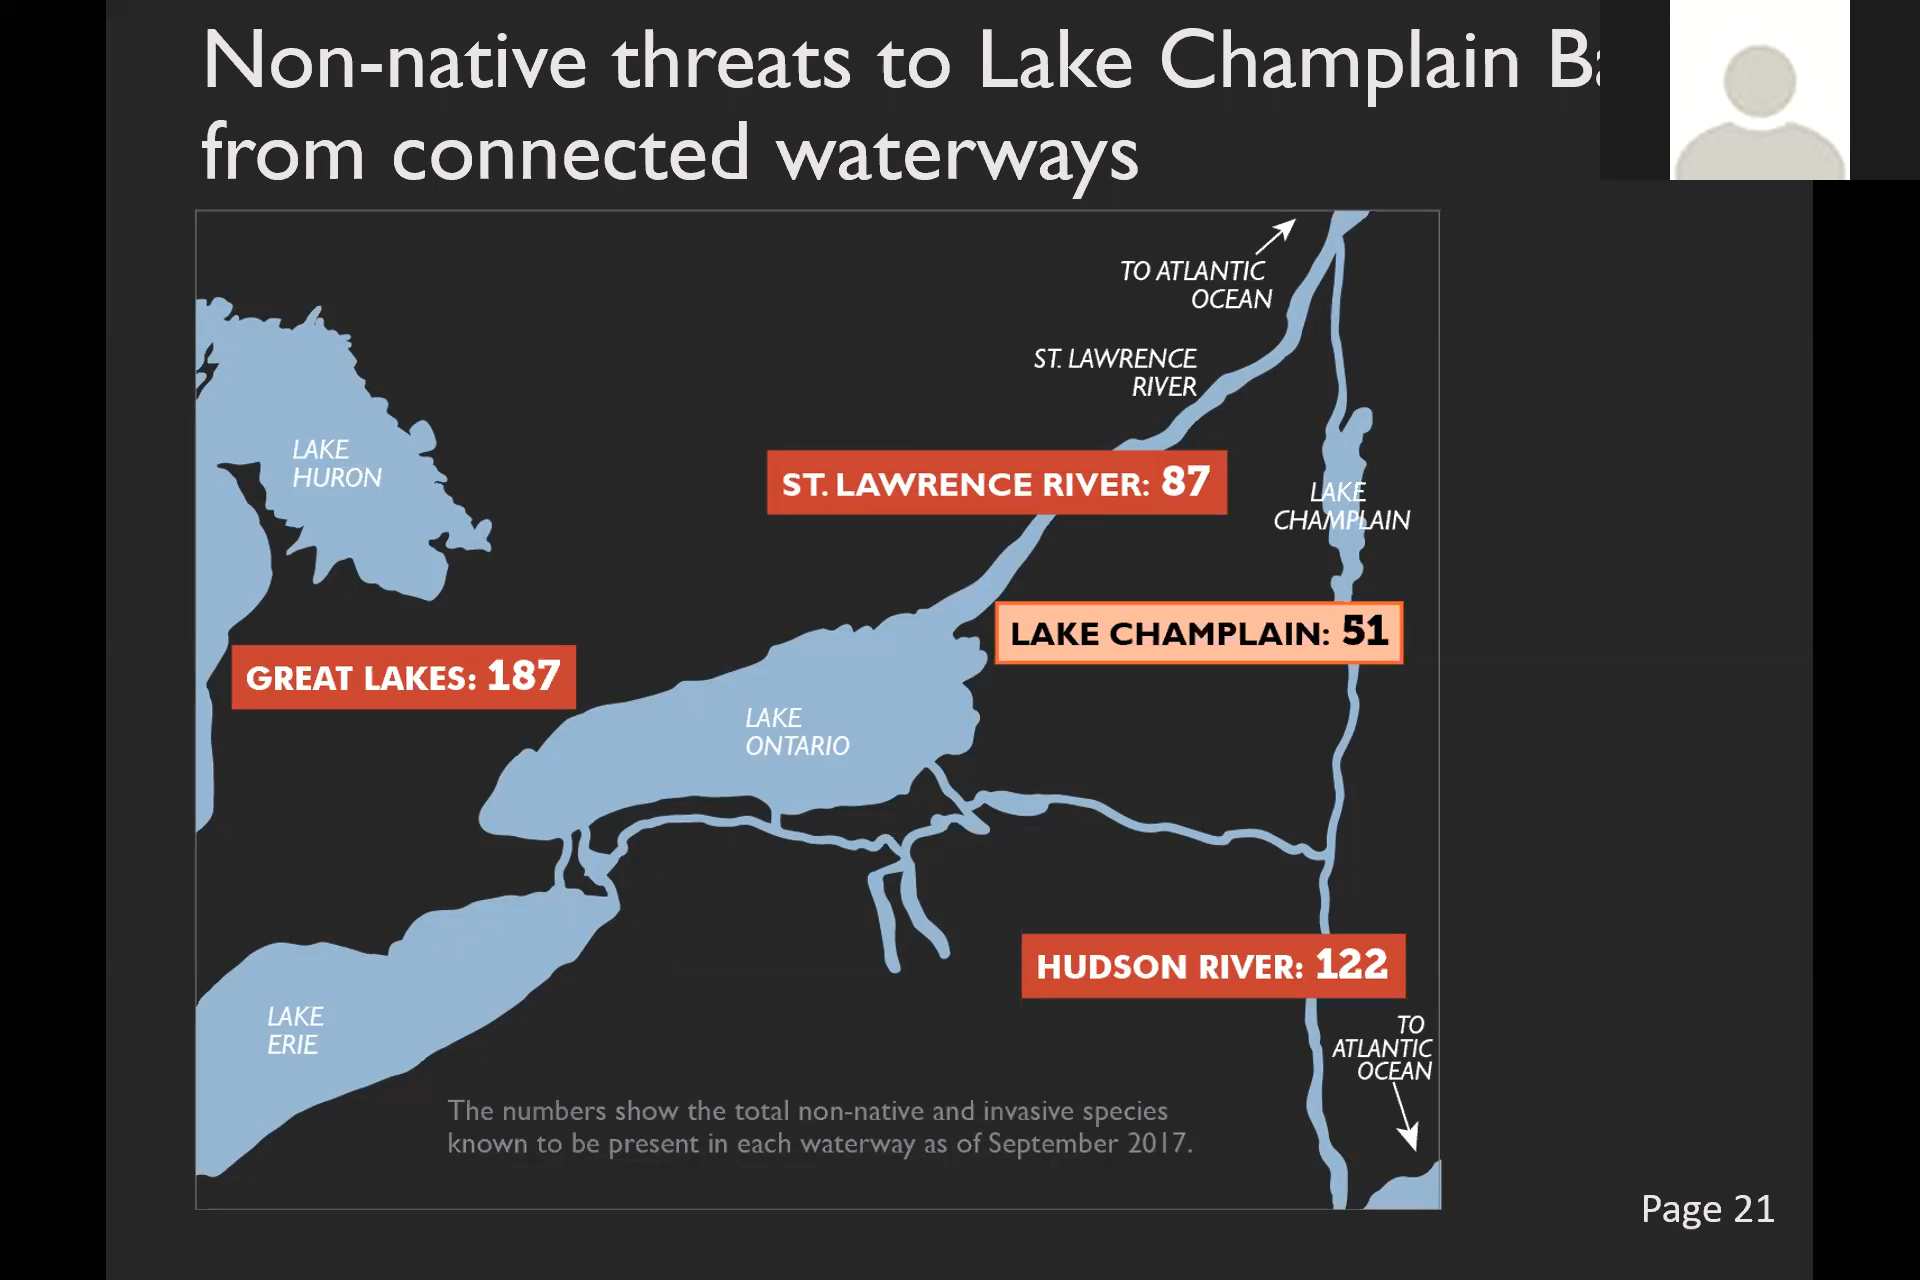 Non-native threats to Lake Champlain
from connected waterways
TO ATLANTIC
OCEAN
ST. LAWRENCE
RIVER
LAKE
HURON
ST. LAWRENCE RIVER: 87
LAKE
CHAMPLAIN
LAKE CHAMPLAIN: 51
GREAT LAKES: 187
LAKE
ONTARIO
HUDSON RIVER: 122
LAKE
ERIE
TO
ATLANTIC
OCEAN
The numbers show the total non-native and invasive species
known to be present in each waterway as of September 2017.
Page 21